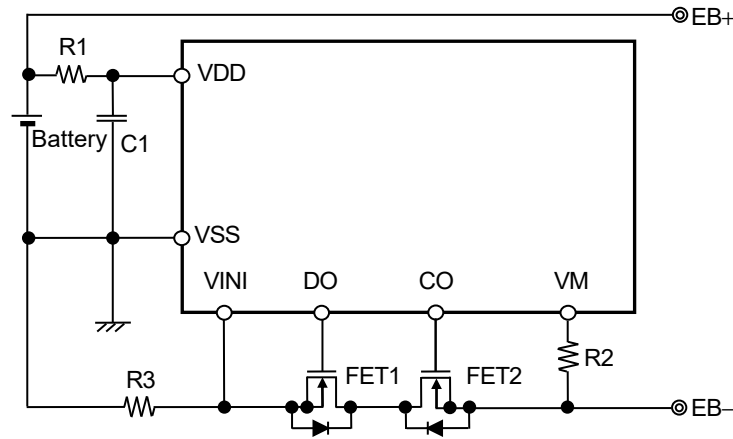 EB+
R1
VDD
Battery
C1
VSS
VINI
DO
CO
VM
R2
R3
FET1
FET2
EB−